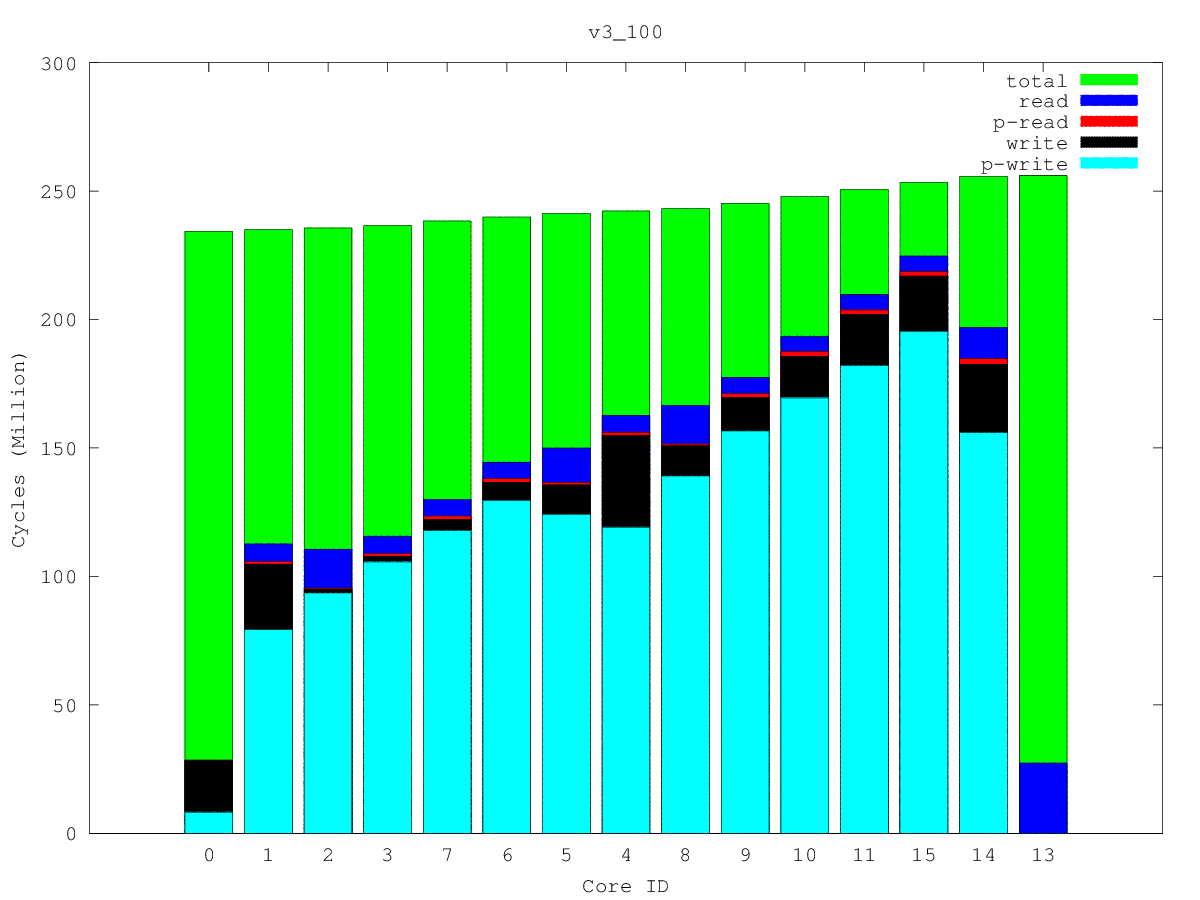 v3_100
300
250
200
150
100
50
0
Cycles (Million)
total
read
p-read
write
p-write
0 1 2 3 7 6 5 4 8 9 10 11 15 14 13
Core ID